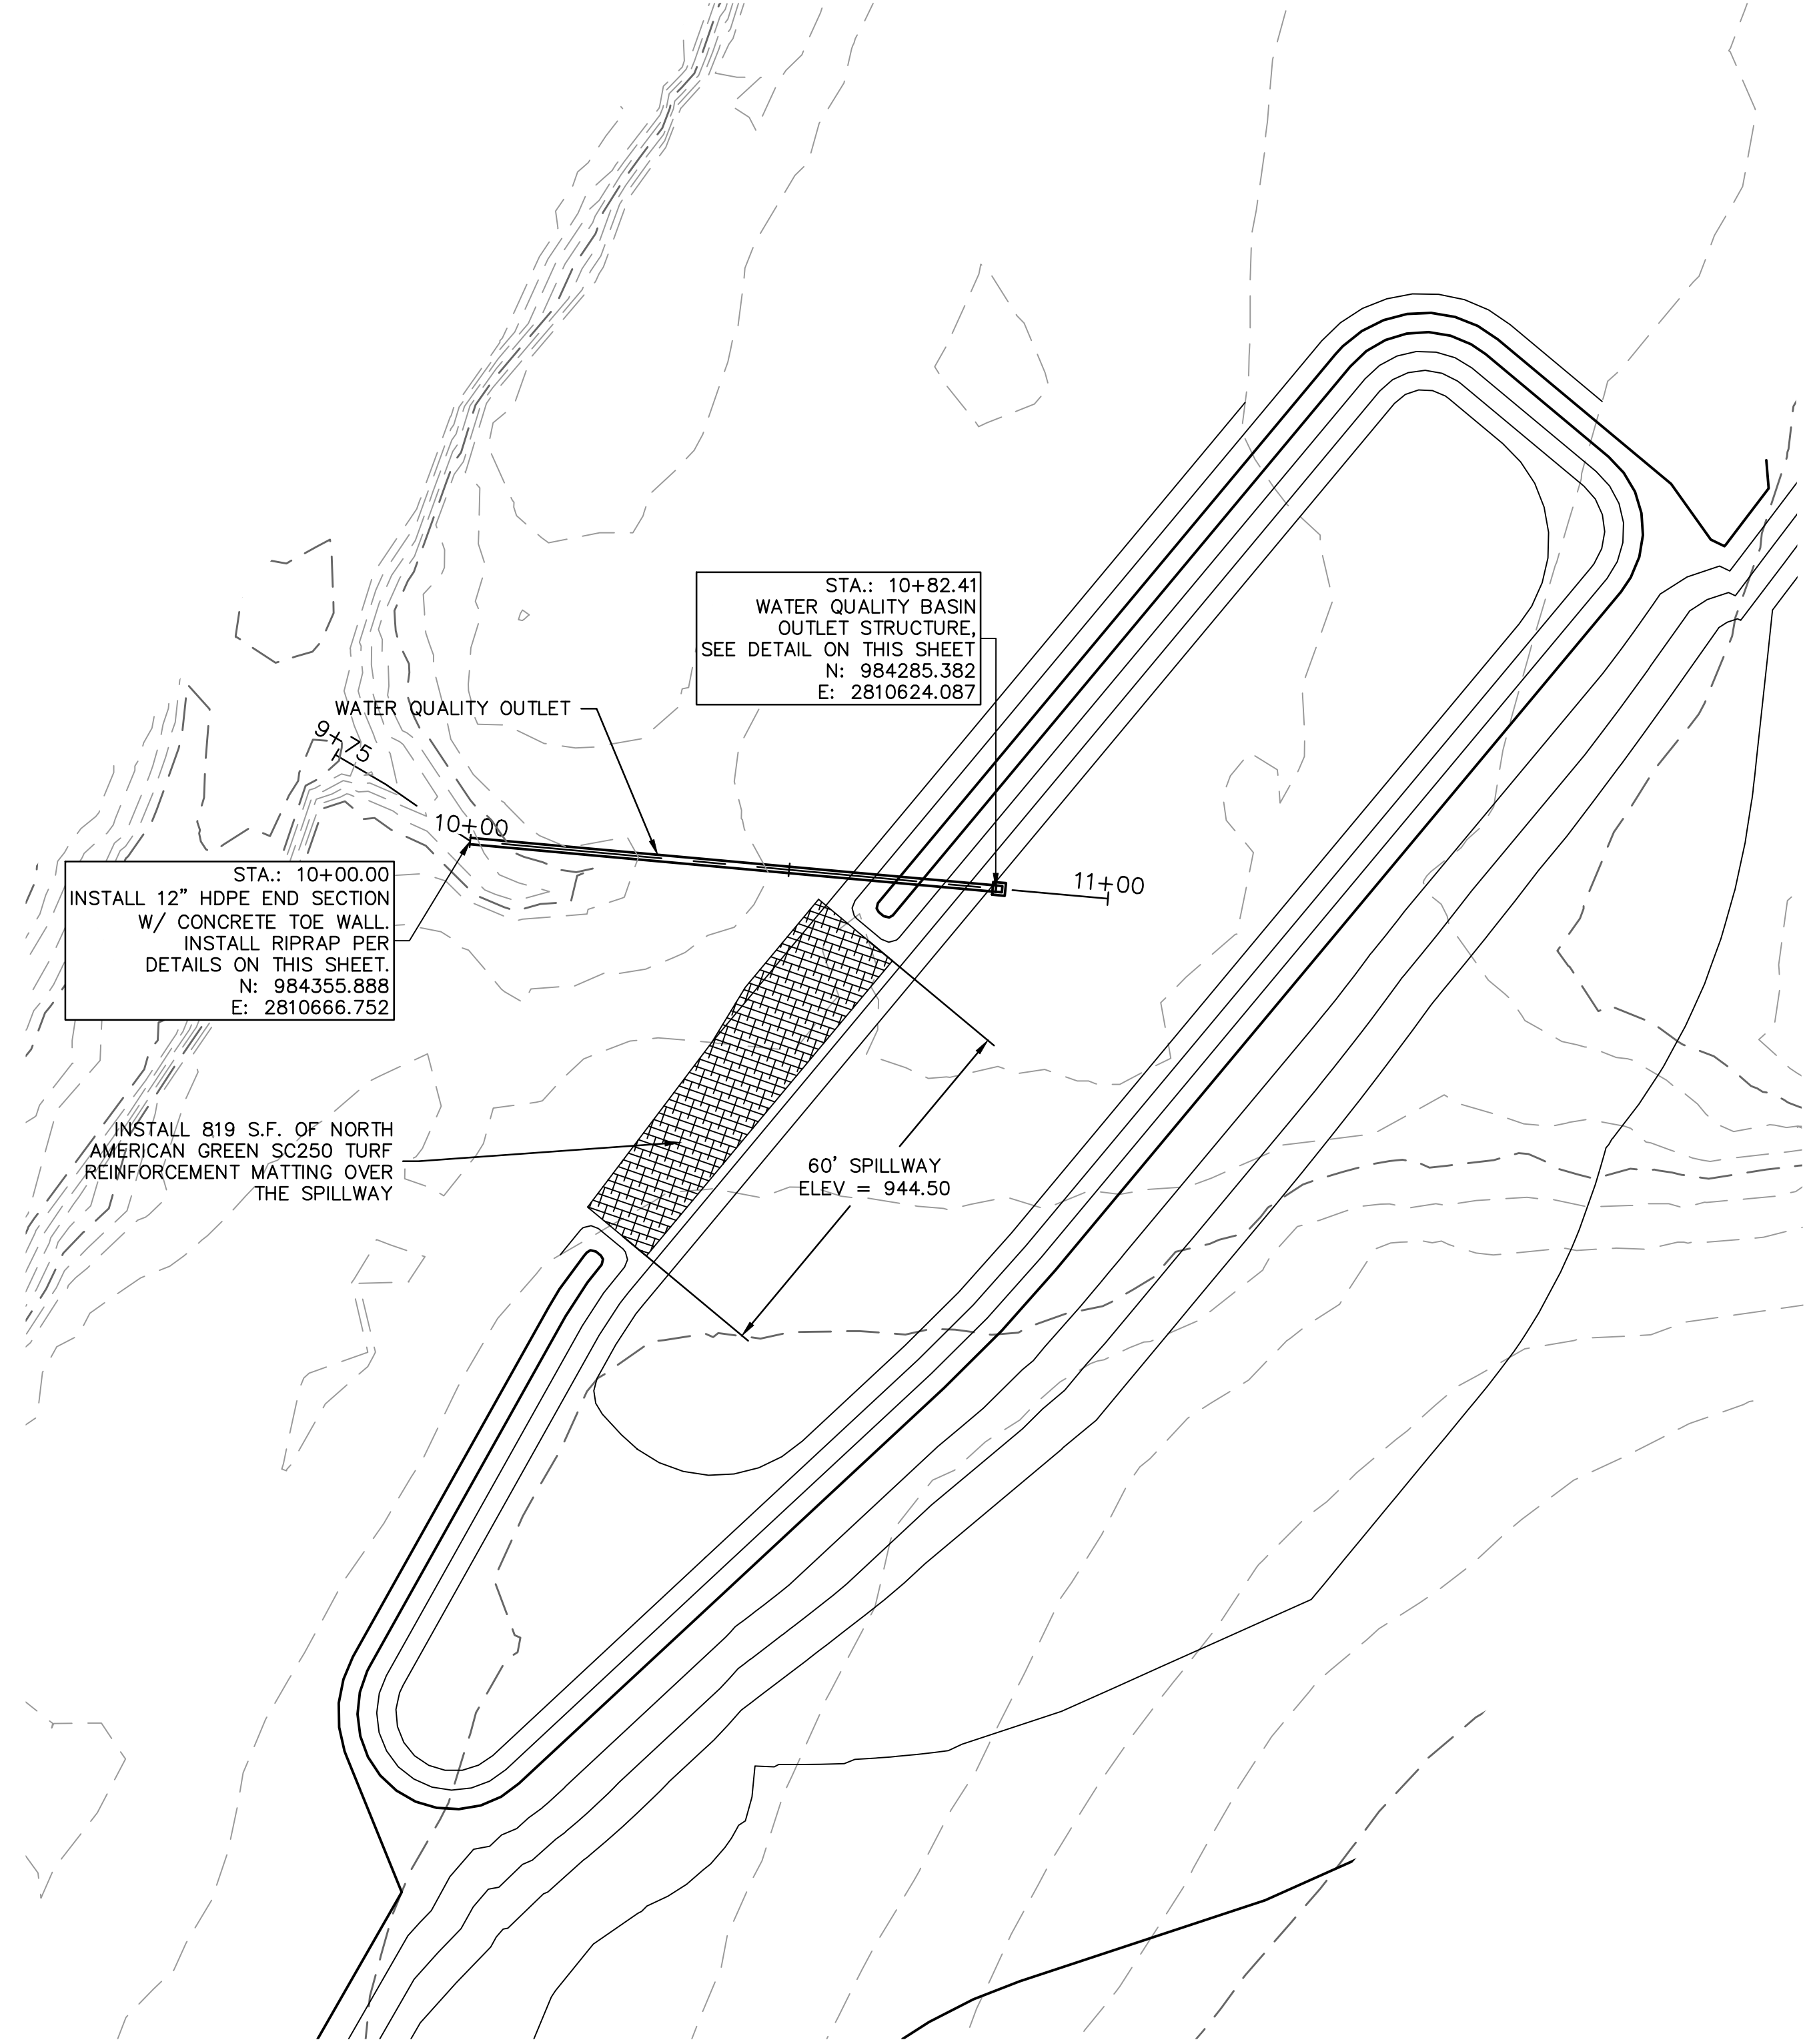 STA.: 10+82.41
WATER QUALITY BASIN
OUTLET STRUCTURE,
SEE DETAIL ON THIS SHEET
N: 984285.382
E: 2810624.087
WATER QUALITY OUTLET
9+75
10+00
11+00
STA.: 10+00.00
INSTALL 12" HDPE END SECTION
W/ CONCRETE TOE WALL.
INSTALL RIPRAP PER
DETAILS ON THIS SHEET.
N: 984355.888
E: 2810666.752
INSTALL 819 S.F. OF NORTH
AMERICAN GREEN SC250 TURF
REINFORCEMENT MATTING OVER
THE SPILLWAY
60' SPILLWAY
ELEV = 944.50